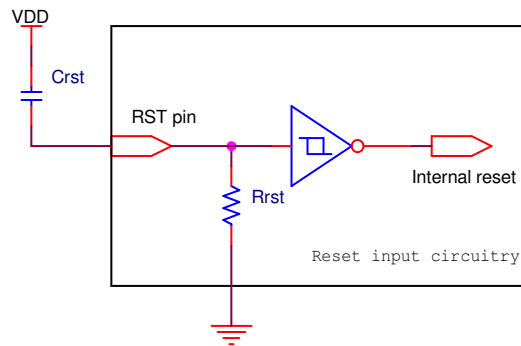 VDD
Crst
RST pin
Rrst
Internal reset
Reset input circuitry